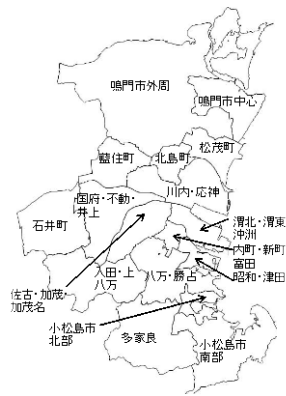 鳴門市外周
鳴門市中心
松茂町
藍住町
北島町
川内・応神
国府・不動・
井上
石井町
渭北・渭東
沖洲
内町・新町
富田
昭和・津田
入田・上
八万
八万・勝占
佐古・加茂・
加茂名
小松島市
北部
多家良
小松島市
南部